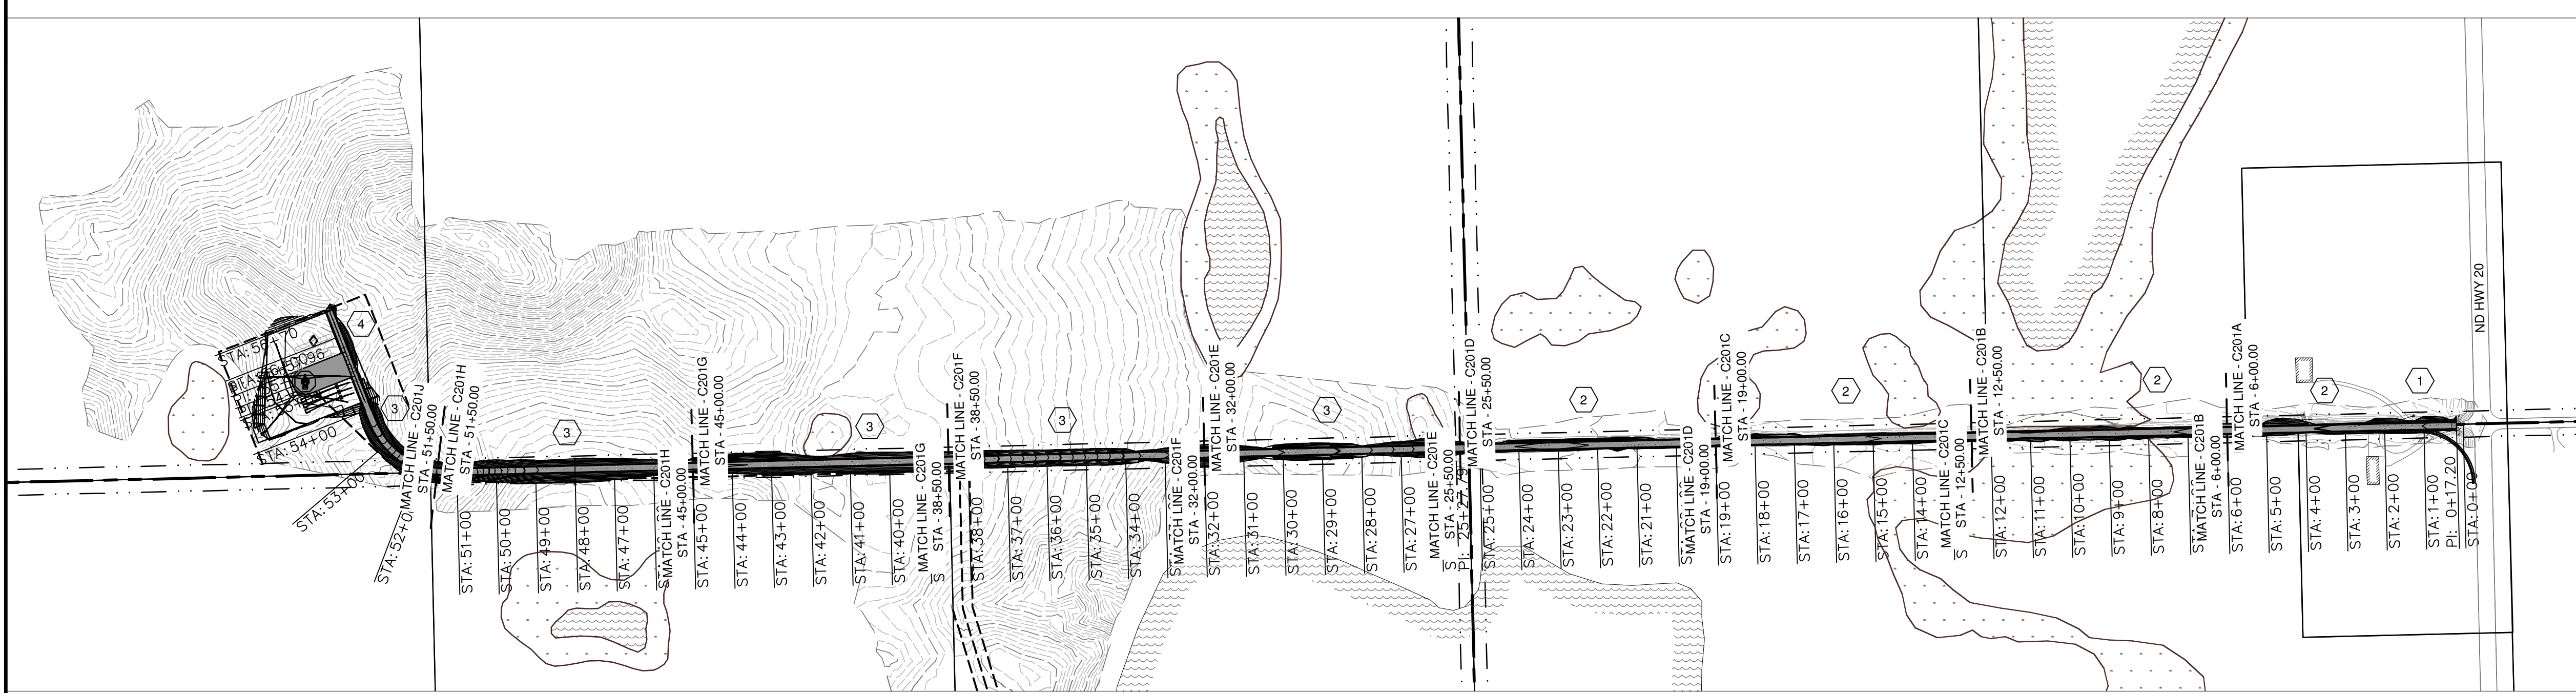 ND HWY 20
MATCH LINE - C201A
STA - 6+00.00
MATCH LINE - C201B
STA - 12+50.00
MATCH LINE - C201C
STA - 19+00.00
MATCH LINE - C201D
STA - 25+50.00
MATCH LINE - C201E
STA - 32+00.00
MATCH LINE - C201F
STA - 38+50.00
MATCH LINE - C201G
STA - 45+00.00
MATCH LINE - C201H
STA - 51+50.00
MATCH LINE - C201J
STA - 51+50.00
4
3
3
3
3
3
2
2
2
2
1
STA: 56+70
STA: 54+00
STA: 53+00
STA: 52+0
STA: 51+00
STA: 50+00
STA: 49+00
STA: 48+00
STA: 47+00
MATCH LINE - C201H
STA - 45+00.00
STA: 45+00
STA: 44+00
STA: 43+00
STA: 42+00
STA: 41+00
STA: 40+00
MATCH LINE - C201G
STA - 38+50.00
STA: 38+00
STA: 37+00
STA: 36+00
STA: 35+00
STA: 34+00
MATCH LINE - C201F
STA - 32+00.00
STA: 32+00
STA: 31+00
STA: 30+00
STA: 29+00
STA: 28+00
STA: 27+00
MATCH LINE - C201E
STA - 25+50.00
PI: 25+27.79
STA: 25+00
STA: 24+00
STA: 23+00
STA: 22+00
STA: 21+00
MATCH LINE - C201D
STA - 19+00.00
STA: 19+00
STA: 18+00
STA: 17+00
STA: 16+00
STA: 15+00
STA: 14+00
MATCH LINE - C201C
STA - 12+50.00
STA: 12+00
STA: 11+00
STA: 10+00
STA: 9+00
STA: 8+00
MATCH LINE - C201B
STA - 6+00.00
STA: 6+00
STA: 5+00
STA: 4+00
STA: 3+00
STA: 2+00
STA: 1+00
PI: 0+17.20
STA: 0+00